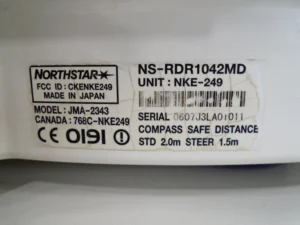 NORTHSTAR
FCC ID : CKENKE249
MADE IN JAPAN
MODEL : JMA-2343
CANADA : 768C-NKE249
CE 0191 !
NS-RDR1042MD
UNIT : NKE-249
SERIAL
COMPASS SAFE DISTANCE
STD 2.0m STEER 1.5m